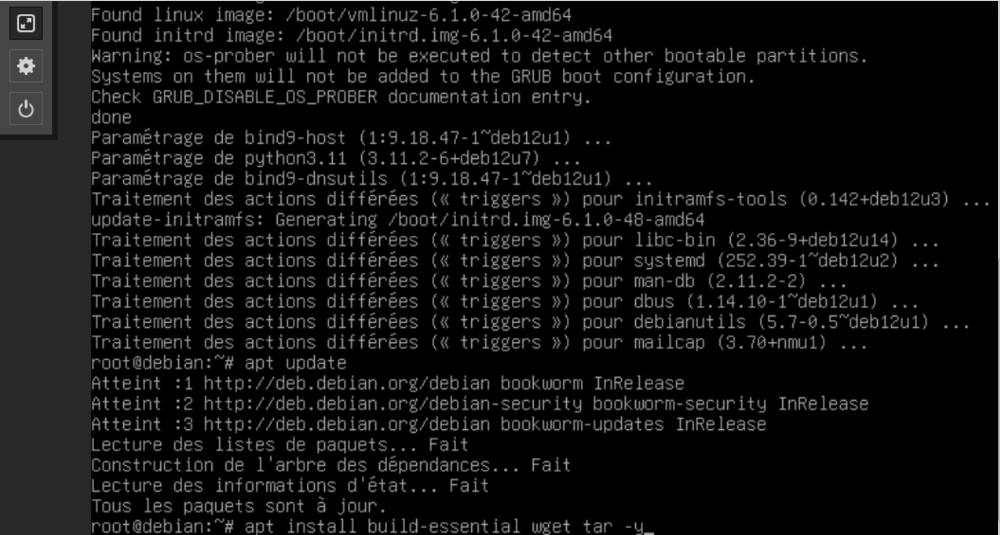 Found linux image: /boot/vmlinuz-6.1.0-42-amd64
Found initrd image: /boot/initrd.img-6.1.0-42-amd64
Warning: os-prober will not be executed to detect other bootable partitions.
Systems on them will not be added to the GRUB boot configuration.
Check GRUB_DISABLE_OS_PROBER documentation entry.
done
Paramétrage de bind9-host (1:9.18.47-1~deb12u1) ...
Paramétrage de python3.11 (3.11.2-6+deb12u7) ...
Paramétrage de bind9-dnsutils (1:9.18.47-1~deb12u1) ...
Traitement des actions différées (« triggers ») pour initramfs-tools (0.142+deb12u3) ...
update-initramfs: Generating /boot/initrd.img-6.1.0-48-amd64
Traitement des actions différées (« triggers ») pour libc-bin (2.36-9+deb12u14) ...
Traitement des actions différées (« triggers ») pour systemd (252.39-1~deb12u2) ...
Traitement des actions différées (« triggers ») pour man-db (2.11.2-2) ...
Traitement des actions différées (« triggers ») pour dbus (1.14.10-1~deb12u1) ...
Traitement des actions différées (« triggers ») pour debianutils (5.7-0.5~deb12u1) ...
Traitement des actions différées (« triggers ») pour mailcap (3.70+nmu1) ...
root@debian:~# apt update
Atteint :1 http://deb.debian.org/debian bookworm InRelease
Atteint :2 http://deb.debian.org/debian-security bookworm-security InRelease
Atteint :3 http://deb.debian.org/debian bookworm-updates InRelease
Lecture des listes de paquets... Fait
Construction de l'arbre des dépendances... Fait
Lecture des informations d'état... Fait
Tous les paquets sont à jour.
root@debian:~# apt install build-essential wget tar -y_